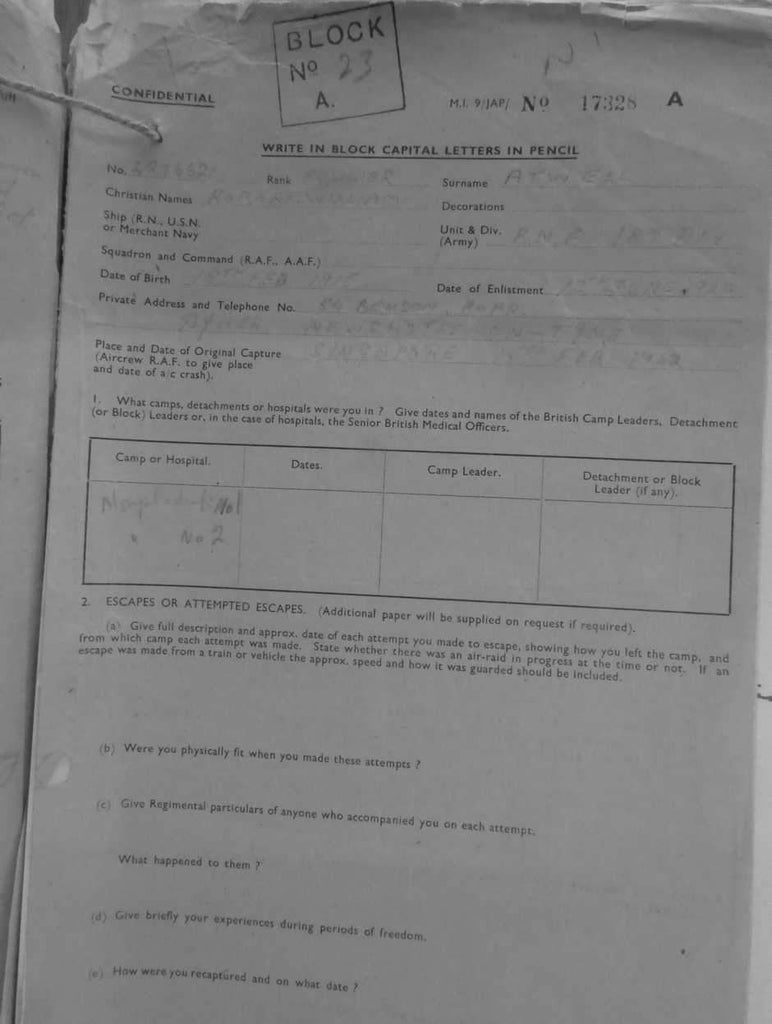 BLOCK
Nº 23
A.
CONFIDENTIAL
M.I. 9/JAP/ Nº 17328 A
WRITE IN BLOCK CAPITAL LETTERS IN PENCIL
No. Rank Surname
Christian Names Decorations
Ship (R.N., U.S.N. or Merchant Navy Unit & Div. (Army)
Squadron and Command (R.A.F., A.A.F.)
Date of Birth Date of Enlistment
Private Address and Telephone No. 54
Place and Date of Original Capture SINGAPORE 1942
(Aircrew R.A.F. to give place
and date of a/c crash).
1. What camps, detachments or hospitals were you in ? Give dates and names of the British Camp Leaders, Detachment
(or Block) Leaders or, in the case of hospitals, the Senior British Medical Officers.
Camp or Hospital. Dates. Camp Leader. Detachment or Block Leader (if any).
No 1
" No 2
2. ESCAPES OR ATTEMPTED ESCAPES. (Additional paper will be supplied on request if required).
(a) Give full description and approx. date of each attempt you made to escape, showing how you left the camp, and
from which camp each attempt was made. State whether there was an air-raid in progress at the time or not. If an
escape was made from a train or vehicle the approx. speed and how it was guarded should be included.
(b) Were you physically fit when you made these attempts ?
(c) Give Regimental particulars of anyone who accompanied you on each attempt.
What happened to them ?
(d) Give briefly your experiences during periods of freedom.
(e) How were you recaptured and on what date ?